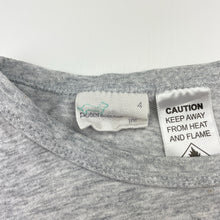 4
CAUTION
KEEP AWAY
FROM HEAT
AND FLAME